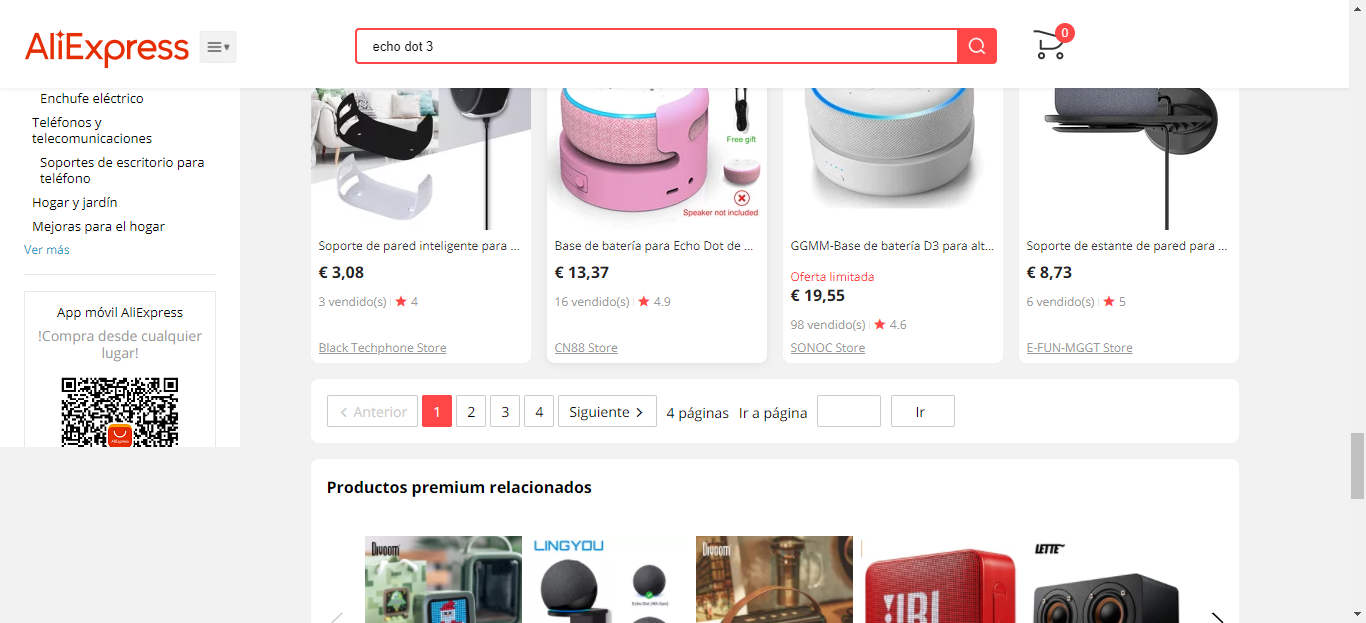 AliExpress
echo dot 3
0
Enchufe eléctrico
Teléfonos y
telecomunicaciones
Soportes de escritorio para
teléfono
Hogar y jardín
Mejoras para el hogar
Ver más
App móvil AliExpress
!Compra desde cualquier
lugar!
AliExpress
Free gift
Speaker not included
Soporte de pared inteligente para ...
€ 3,08
3 vendido(s) 4
Black Techphone Store
Base de batería para Echo Dot de ...
€ 13,37
16 vendido(s) 4.9
CN88 Store
GGMM-Base de batería D3 para alt...
Oferta limitada
€ 19,55
98 vendido(s) 4.6
SONOC Store
Soporte de estante de pared para ...
€ 8,73
6 vendido(s) 5
E-FUN-MGGT Store
Anterior 1 2 3 4 Siguiente 4 páginas Ir a página Ir
Productos premium relacionados
Divoom
LINGYOU
Echo Dot (4th Gen)
Divoom
JBL
LETTE